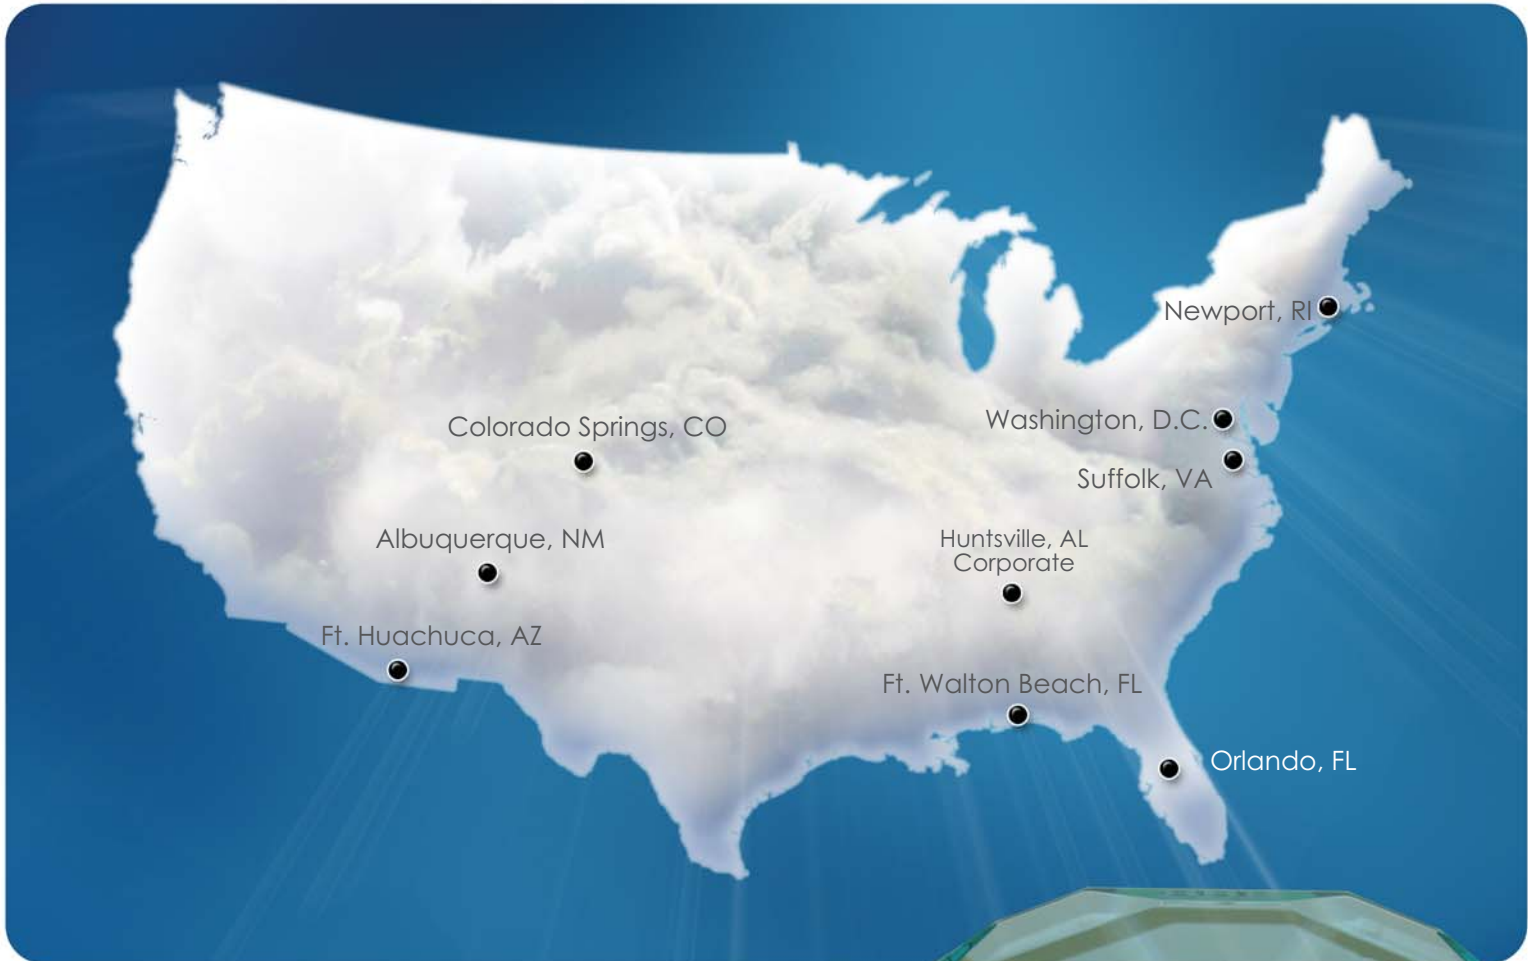 Newport, RI
Washington, D.C.
Colorado Springs, CO
Suffolk, VA
Albuquerque, NM
Huntsville, AL
Corporate
Ft. Huachuca, AZ
Ft. Walton Beach, FL
Orlando, FL